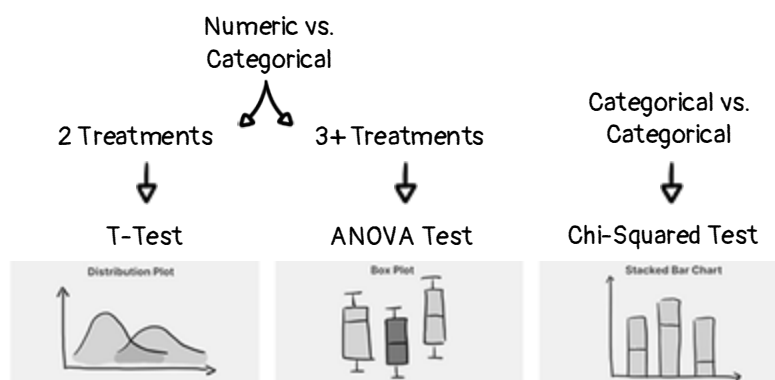 Numeric vs.
Categorical
2 Treatments
3+ Treatments
Categorical vs.
Categorical
T-Test
ANOVA Test
Chi-Squared Test
Distribution Plot
Box Plot
Stacked Bar Chart